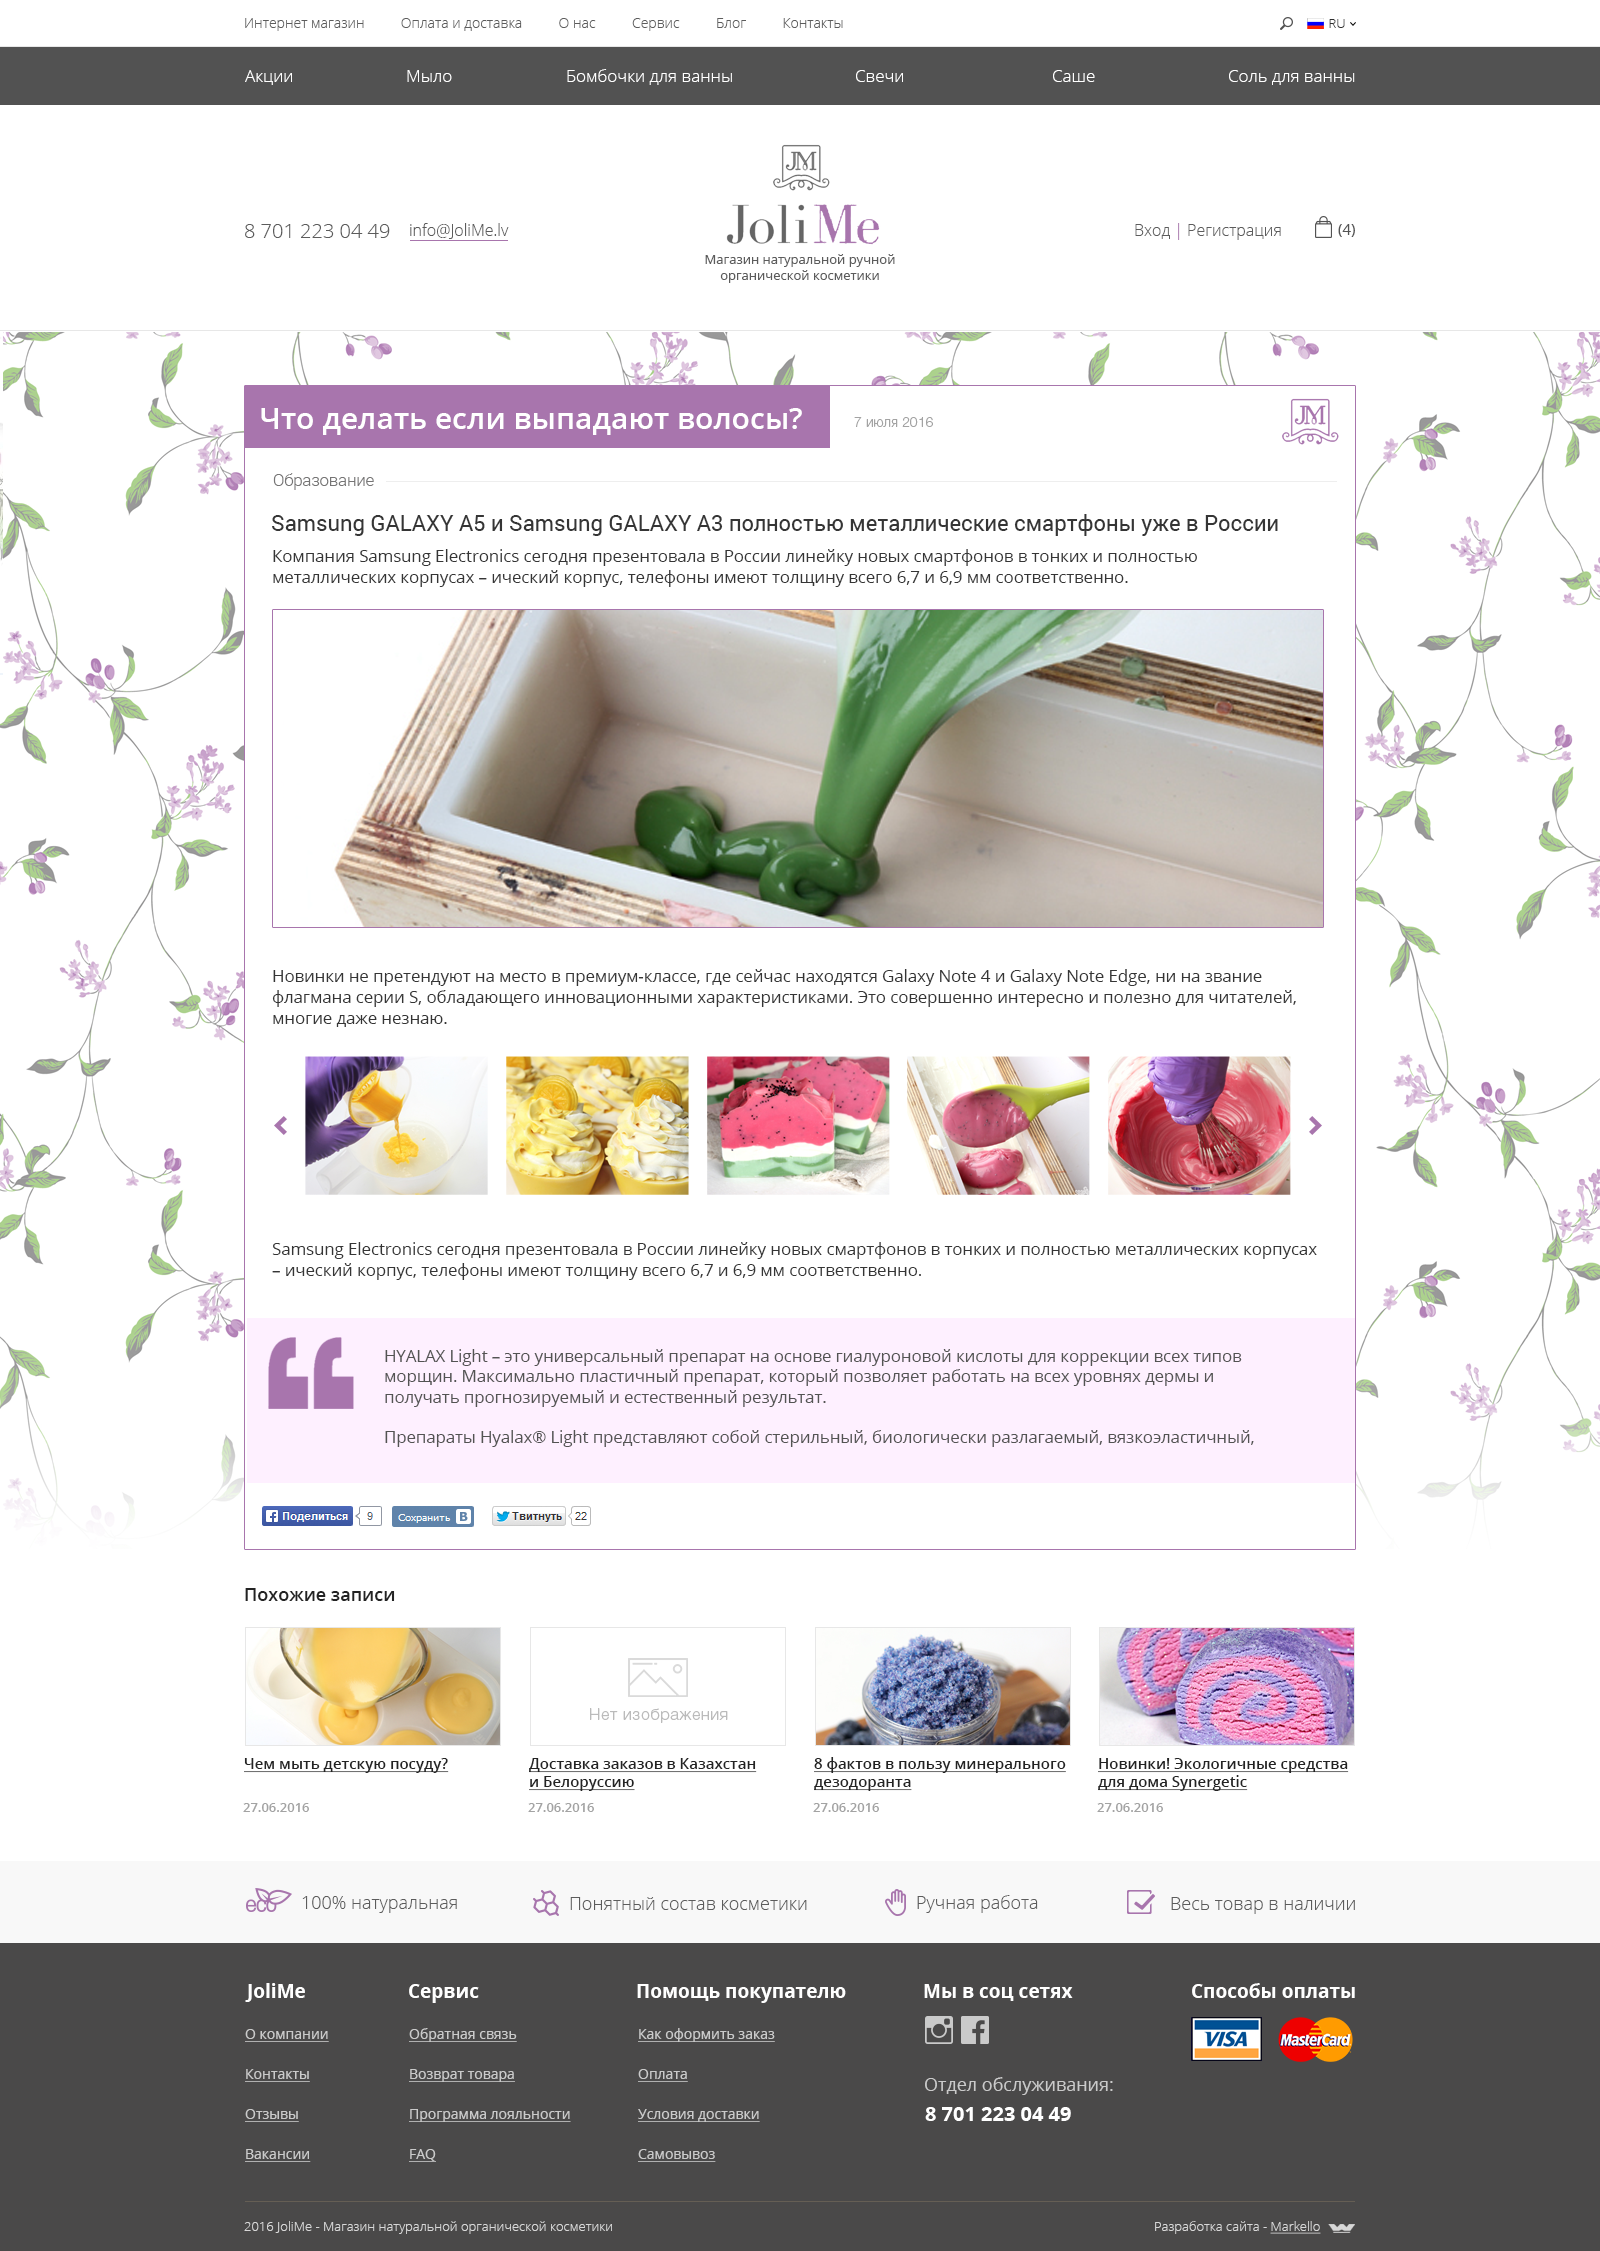 Интернет магазин Оплата и доставка О нас Сервис Блог Контакты RU
Акции Мыло Бомбочки для ванны Свечи Саше Соль для ванны
JM
8 701 223 04 49 info@JoliMe.lv
JoliMe
Магазин натуральной ручной
органической косметики
Вход | Регистрация (4)
Что делать если выпадают волосы?
7 июля 2016
JM
Образование
Samsung GALAXY A5 и Samsung GALAXY A3 полностью металлические смартфоны уже в России
Компания Samsung Electronics сегодня презентовала в России линейку новых смартфонов в тонких и полностью
металлических корпусах – ический корпус, телефоны имеют толщину всего 6,7 и 6,9 мм соответственно.
Новинки не претендуют на место в премиум-классе, где сейчас находятся Galaxy Note 4 и Galaxy Note Edge, ни на звание
флагмана серии S, обладающего инновационными характеристиками. Это совершенно интересно и полезно для читателей,
многие даже незнаю.
Samsung Electronics сегодня презентовала в России линейку новых смартфонов в тонких и полностью металлических корпусах
– ический корпус, телефоны имеют толщину всего 6,7 и 6,9 мм соответственно.
HYALAX Light – это универсальный препарат на основе гиалуроновой кислоты для коррекции всех типов
морщин. Максимально пластичный препарат, который позволяет работать на всех уровнях дермы и
получать прогнозируемый и естественный результат.
Препараты Hyalax® Light представляют собой стерильный, биологически разлагаемый, вязкоэластичный,
Поделиться 9 Сохранить В Твитнуть 22
Похожие записи
Нет изображения
Чем мыть детскую посуду?
27.06.2016
Доставка заказов в Казахстан
и Белоруссию
27.06.2016
8 фактов в пользу минерального
дезодоранта
27.06.2016
Новинки! Экологичные средства
для дома Synergetic
27.06.2016
eco 100% натуральная Понятный состав косметики Ручная работа Весь товар в наличии
JoliMe
О компании
Контакты
Отзывы
Вакансии
Сервис
Обратная связь
Возврат товара
Программа лояльности
FAQ
Помощь покупателю
Как оформить заказ
Оплата
Условия доставки
Самовывоз
Мы в соц сетях
Отдел обслуживания:
8 701 223 04 49
Способы оплаты
VISA MasterCard
2016 JoliMe - Магазин натуральной органической косметики
Разработка сайта - Markello